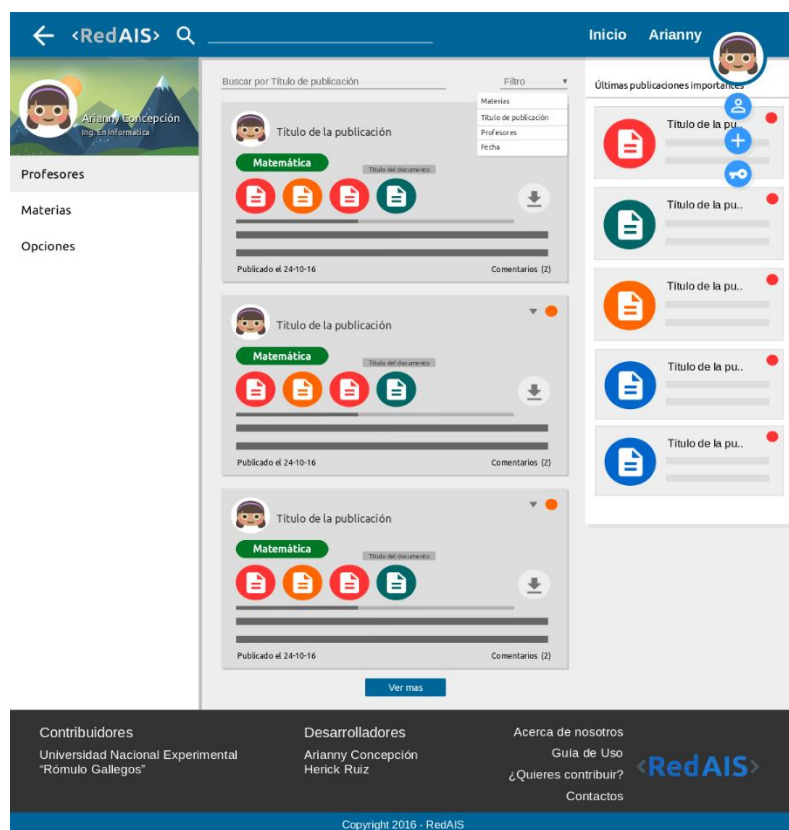 <RedAIS>
Inicio
Arianny
Arianny Concepción
Ing. En Informática
Profesores
Materias
Opciones
Buscar por Título de publicación
Filtro
Materias
Título de publicación
Profesores
Fecha
Título de la publicación
Matemática
Título del documento
Publicado el 24-10-16
Comentarios (2)
Título de la publicación
Matemática
Título del documento
Publicado el 24-10-16
Comentarios (2)
Título de la publicación
Matemática
Título del documento
Publicado el 24-10-16
Comentarios (2)
Ver mas
Últimas publicaciones importantes
Título de la pu..
Título de la pu..
Título de la pu..
Título de la pu..
Título de la pu..
Contribuidores
Universidad Nacional Experimental
“Rómulo Gallegos”
Desarrolladores
Arianny Concepción
Herick Ruiz
Acerca de nosotros
Guía de Uso
¿Quieres contribuir?
Contactos
<RedAIS>
Copyright 2016 - RedAIS